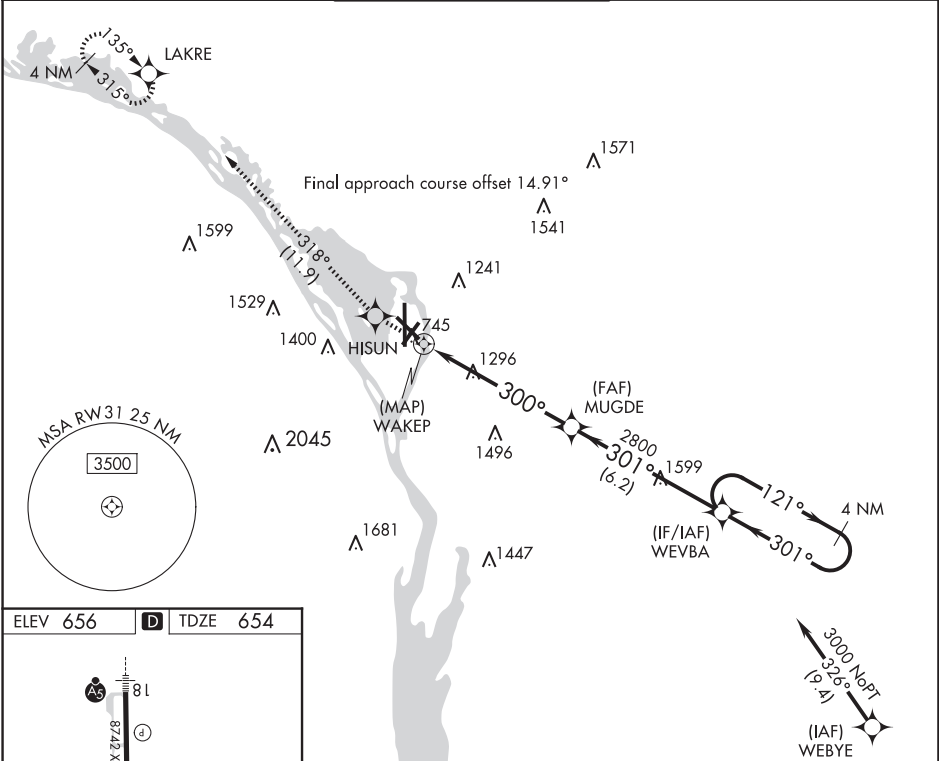 135°
LAKRE
4 NM
315°
1571
Final approach course offset 14.91°
1541
1599
318°
(11.9)
1241
1529
745
1400
HISUN
1296
300°
(FAF)
MUGDE
(MAP)
WAKEP
MSA RW31 25 NM
3500
2045
1496
2800
301°
(6.2)
1599
121°
4 NM
(IF/IAF)
WEVBA
301°
1681
1447
ELEV 656
D
TDZE 654
3000 NoPT
326°
(9.4)
(IAF)
WEBYE
A5
18
P
8742 X